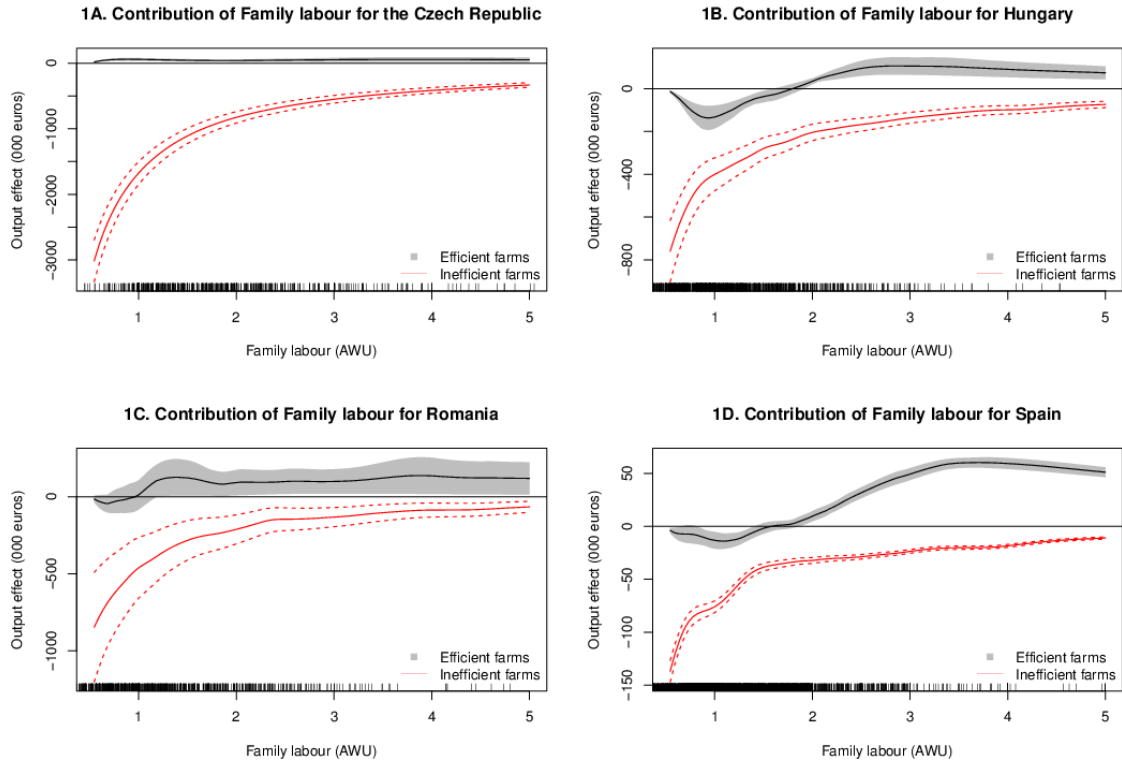 1A. Contribution of Family labour for the Czech Republic
Output effect (000 euros)
0
-1000
-2000
-3000
Efficient farms
Inefficient farms
1 2 3 4 5
Family labour (AWU)
1B. Contribution of Family labour for Hungary
Output effect (000 euros)
0
-400
-800
Efficient farms
Inefficient farms
1 2 3 4 5
Family labour (AWU)
1C. Contribution of Family labour for Romania
Output effect (000 euros)
0
-500
-1000
Efficient farms
Inefficient farms
1 2 3 4 5
Family labour (AWU)
1D. Contribution of Family labour for Spain
Output effect (000 euros)
50
0
-50
-100
-150
Efficient farms
Inefficient farms
1 2 3 4 5
Family labour (AWU)